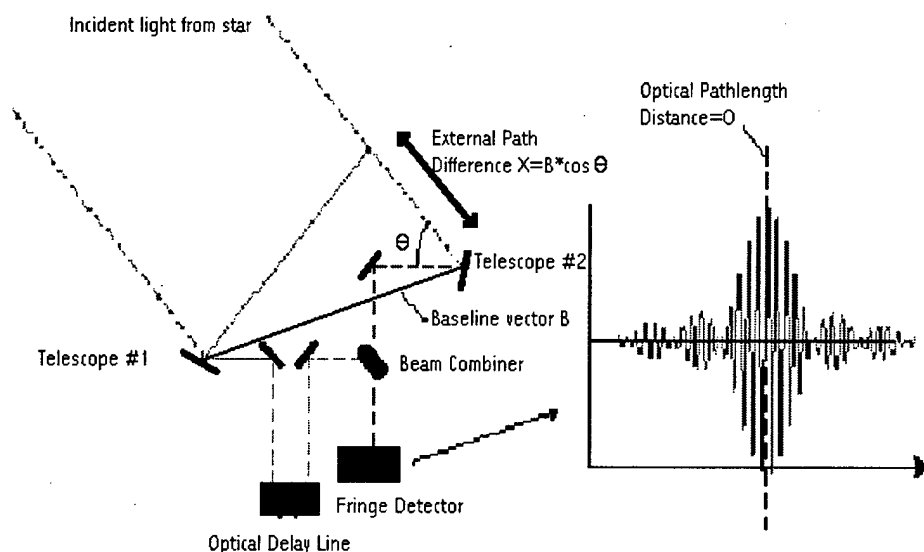 Incident light from star
Optical Pathlength
Distance=0
External Path
Difference X=B*cos θ
θ
Telescope #2
Baseline vector B
Telescope #1
Beam Combiner
Fringe Detector
Optical Delay Line